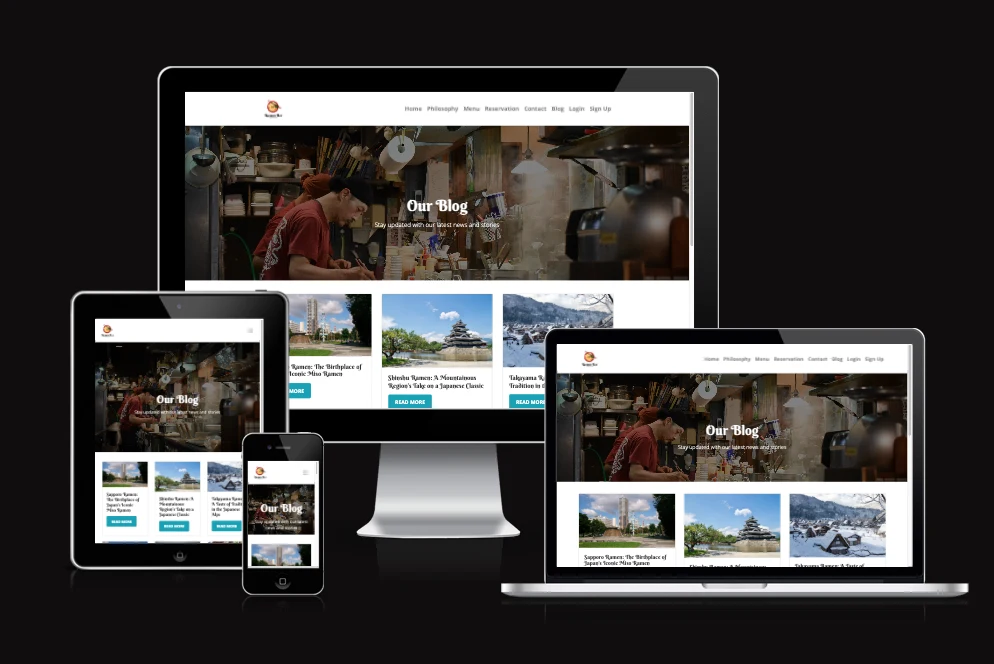 Home Philosophy Menu Reservation Contact Blog Login Sign Up
Our Blog
Stay updated with our latest news and stories
Ramen: The Birthplace of
Iconic Miso Ramen
MORE
Shinshu Ramen: A Mountainous
Region's Take on a Japanese Classic
READ MORE
Takayama R
Tradition in t
READ MOR
Our Blog
Stay updated with our latest news and stories
Sapporo Ramen:
The Birthplace of
Japan's Iconic
Miso Ramen
READ MORE
Shinshu Ramen: A
Mountainous
Region's Take on a
Japanese Classic
READ MORE
Takayama Ram
A Taste of Tradit
in the Japanese
Alps
READ MORE
Our Blog
Stay updated with our latest
news and stories
Home Philosophy Menu Reservation Contact Blog Login Sign Up
Our Blog
Stay updated with our latest news and stories
Sapporo Ramen: The Birthplace of
Japan's Iconic Miso Ramen
Shinshu Ramen: A Mountainous
Takayama Ramen: A Taste of